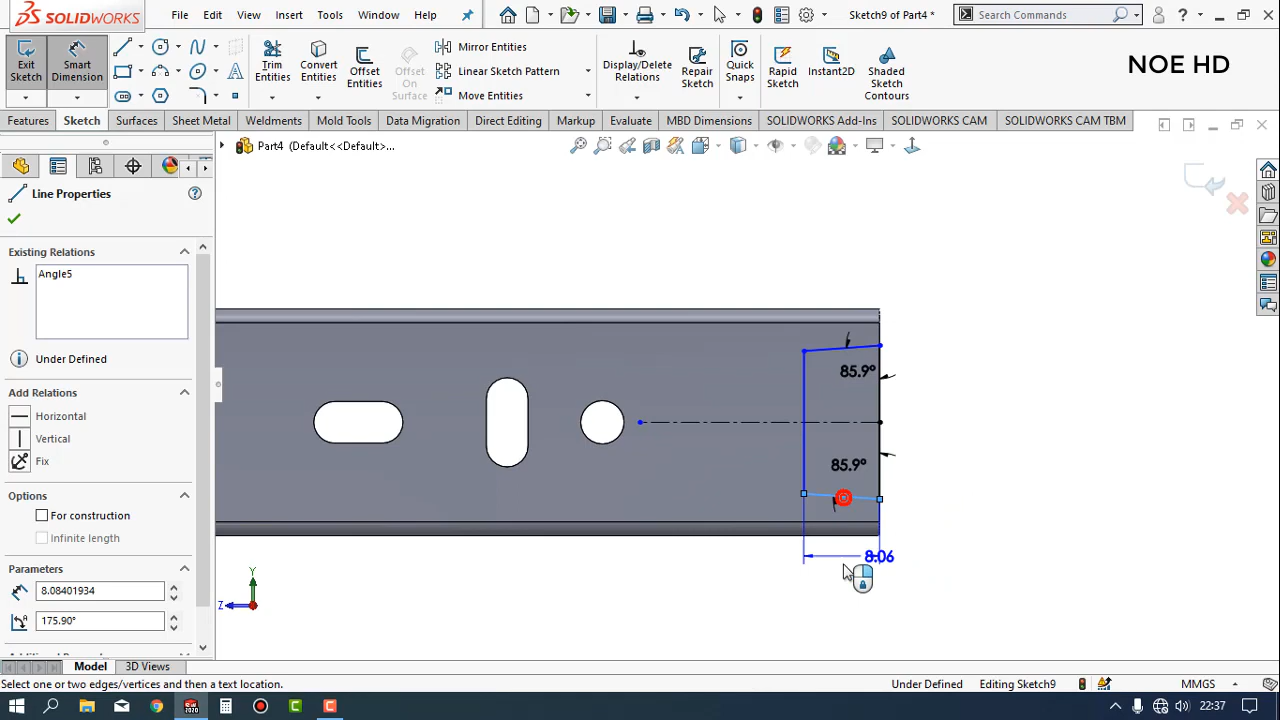 SOLIDWORKS
File
Edit
View
Insert
Tools
Window
Help
Sketch9 of Part4 *
Search Commands
?
NOE HD
Exit Sketch
Smart Dimension
Trim Entities
Convert Entities
Offset Entities
Offset On Surface
Mirror Entities
Linear Sketch Pattern
Move Entities
Display/Delete Relations
Repair Sketch
Quick Snaps
Rapid Sketch
Instant2D
Shaded Sketch Contours
Features
Sketch
Surfaces
Sheet Metal
Weldments
Mold Tools
Data Migration
Direct Editing
Markup
Evaluate
MBD Dimensions
SOLIDWORKS Add-Ins
SOLIDWORKS CAM
SOLIDWORKS CAM TBM
Part4 (Default<<Default>...
Line Properties
Existing Relations
Angle5
Under Defined
Add Relations
Horizontal
Vertical
Fix
Options
For construction
Infinite length
Parameters
8.08401934
175.90°
85.9°
85.9°
8.06
Y
Z
Model
3D Views
Select one or two edges/vertices and then a text location.
Under Defined
Editing Sketch9
MMGS
22:37